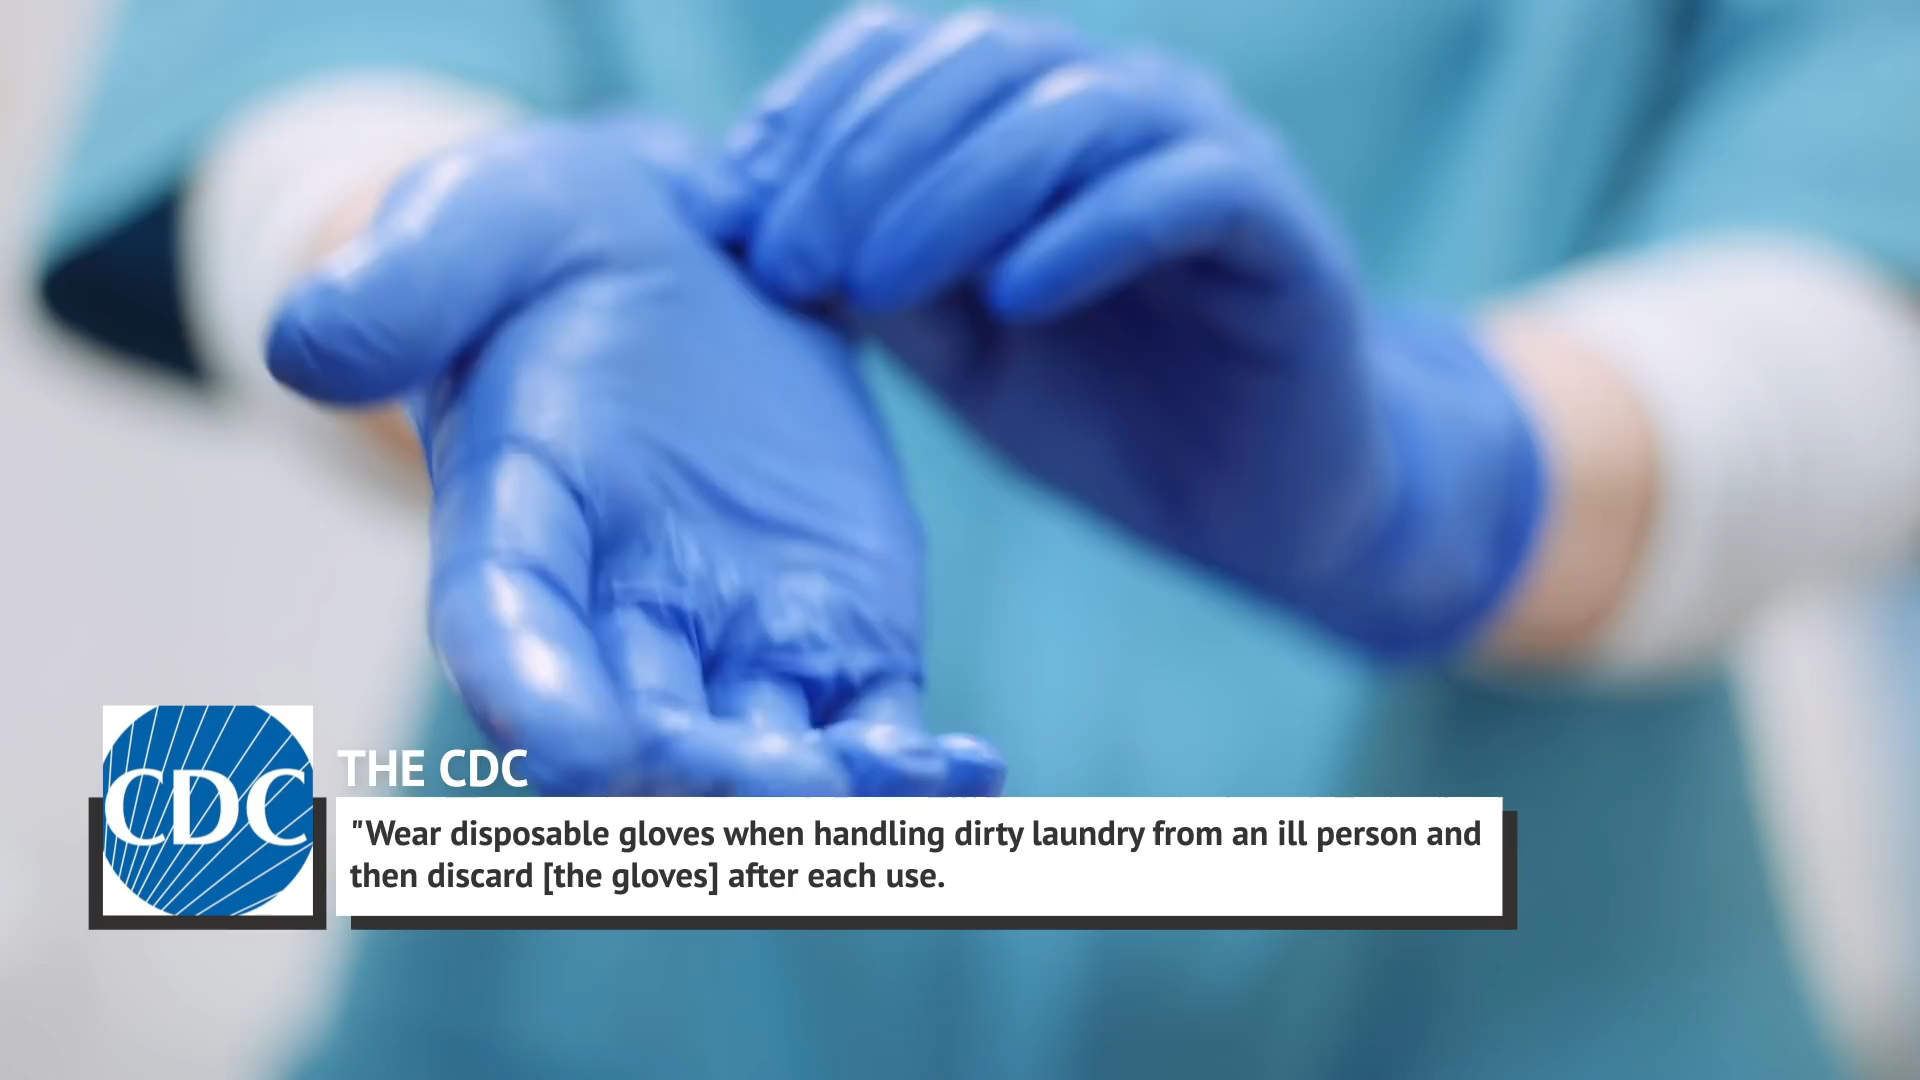 CDC
THE CDC
"Wear disposable gloves when handling dirty laundry from an ill person and
then discard [the gloves] after each use.